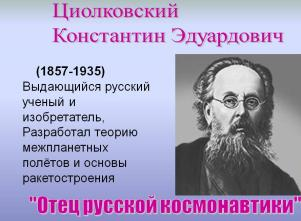 Циолковский
Константин Эдуардович
(1857-1935)
Выдающийся русский
ученый и
изобретатель,
Разработал теорию
межпланетных
полётов и основы
ракетостроения
"Отец русской космонавтики"